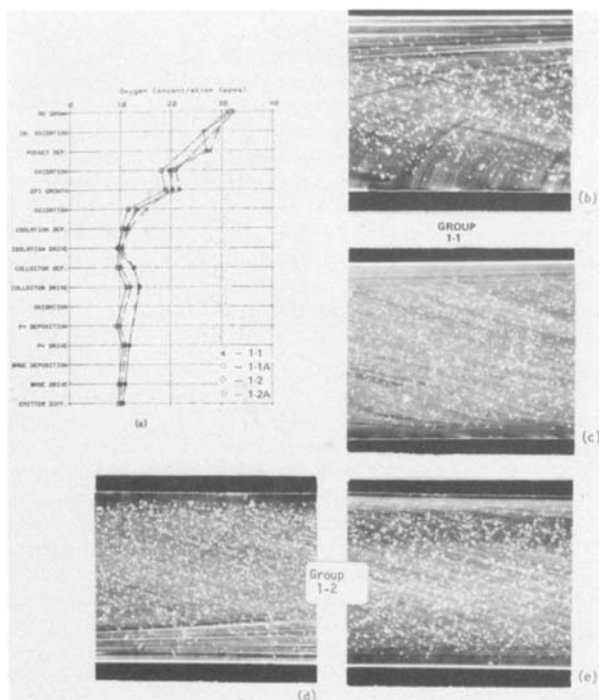 Oxygen Concentration (ppma)
0 10 20 30 40
AS GROWN
IN. OXIDATION
POCKET DEP.
OXIDATION
EPI GROWTH
OXIDATION
ISOLATION DEP.
ISOLATION DRIVE
COLLECTOR DEP.
COLLECTOR DRIVE
OXIDATION
P+ DEPOSITION
P+ DRIVE
BASE DEPOSITION
BASE DRIVE
EMITTER DIFF.
- 1-1
- 1-1A
- 1-2
- 1-2A
(a)
(b)
GROUP
1-1
(c)
Group
1-2
(d)
(e)